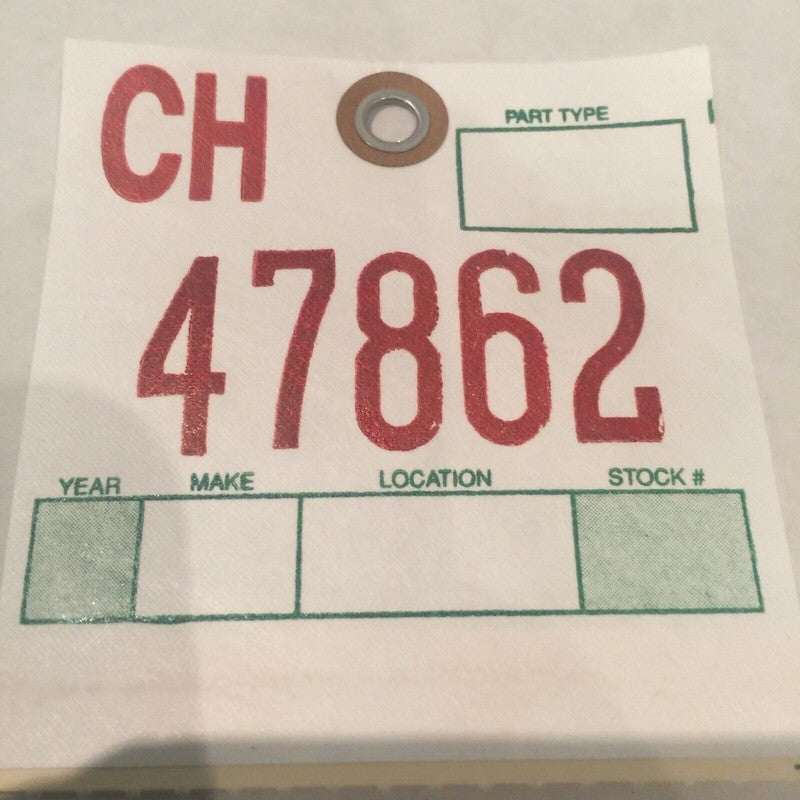 CH
PART TYPE
47862
YEAR MAKE LOCATION STOCK #